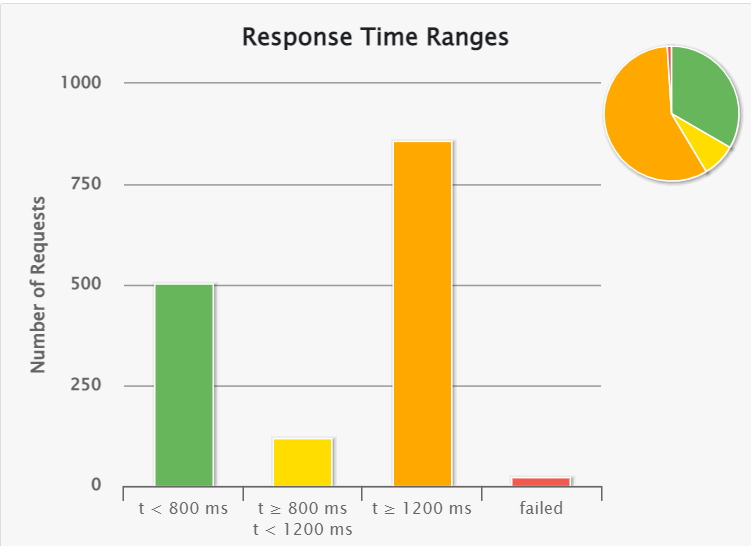 Response Time Ranges
1000
750
500
250
0
Number of Requests
t < 800 ms
t ≥ 800 ms
t < 1200 ms
t ≥ 1200 ms
failed